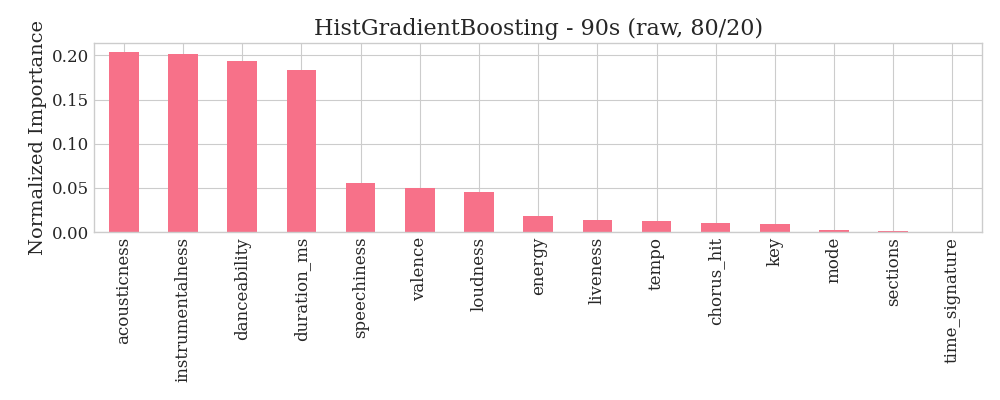 HistGradientBoosting - 90s (raw, 80/20)
Normalized Importance
0.20
0.15
0.10
0.05
0.00
acousticness
instrumentalness
danceability
duration_ms
speechiness
valence
loudness
energy
liveness
tempo
chorus_hit
key
mode
sections
time_signature